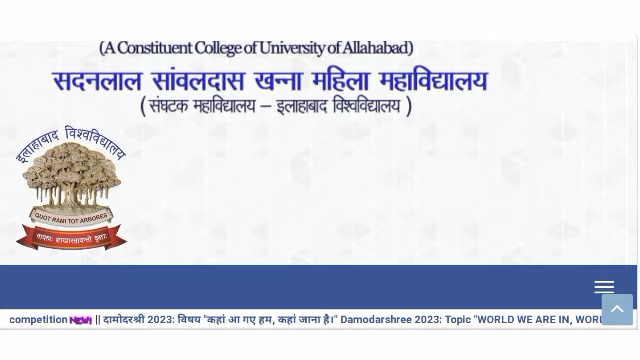 (A Constituent College of University of Allahabad)
सदनलाल सांवलदास खन्ना महिला महाविद्यालय
( संघटक महाविद्यालय – इलाहाबाद विश्वविद्यालय )
इलाहाबाद विश्वविद्यालय
QUOT RAMI TOT ARBORES
competition NEW! || दामोदरश्री 2023: विषय "कहां आ गए हम, कहां जाना है।" Damodarshree 2023: Topic "WORLD WE ARE IN, WOR